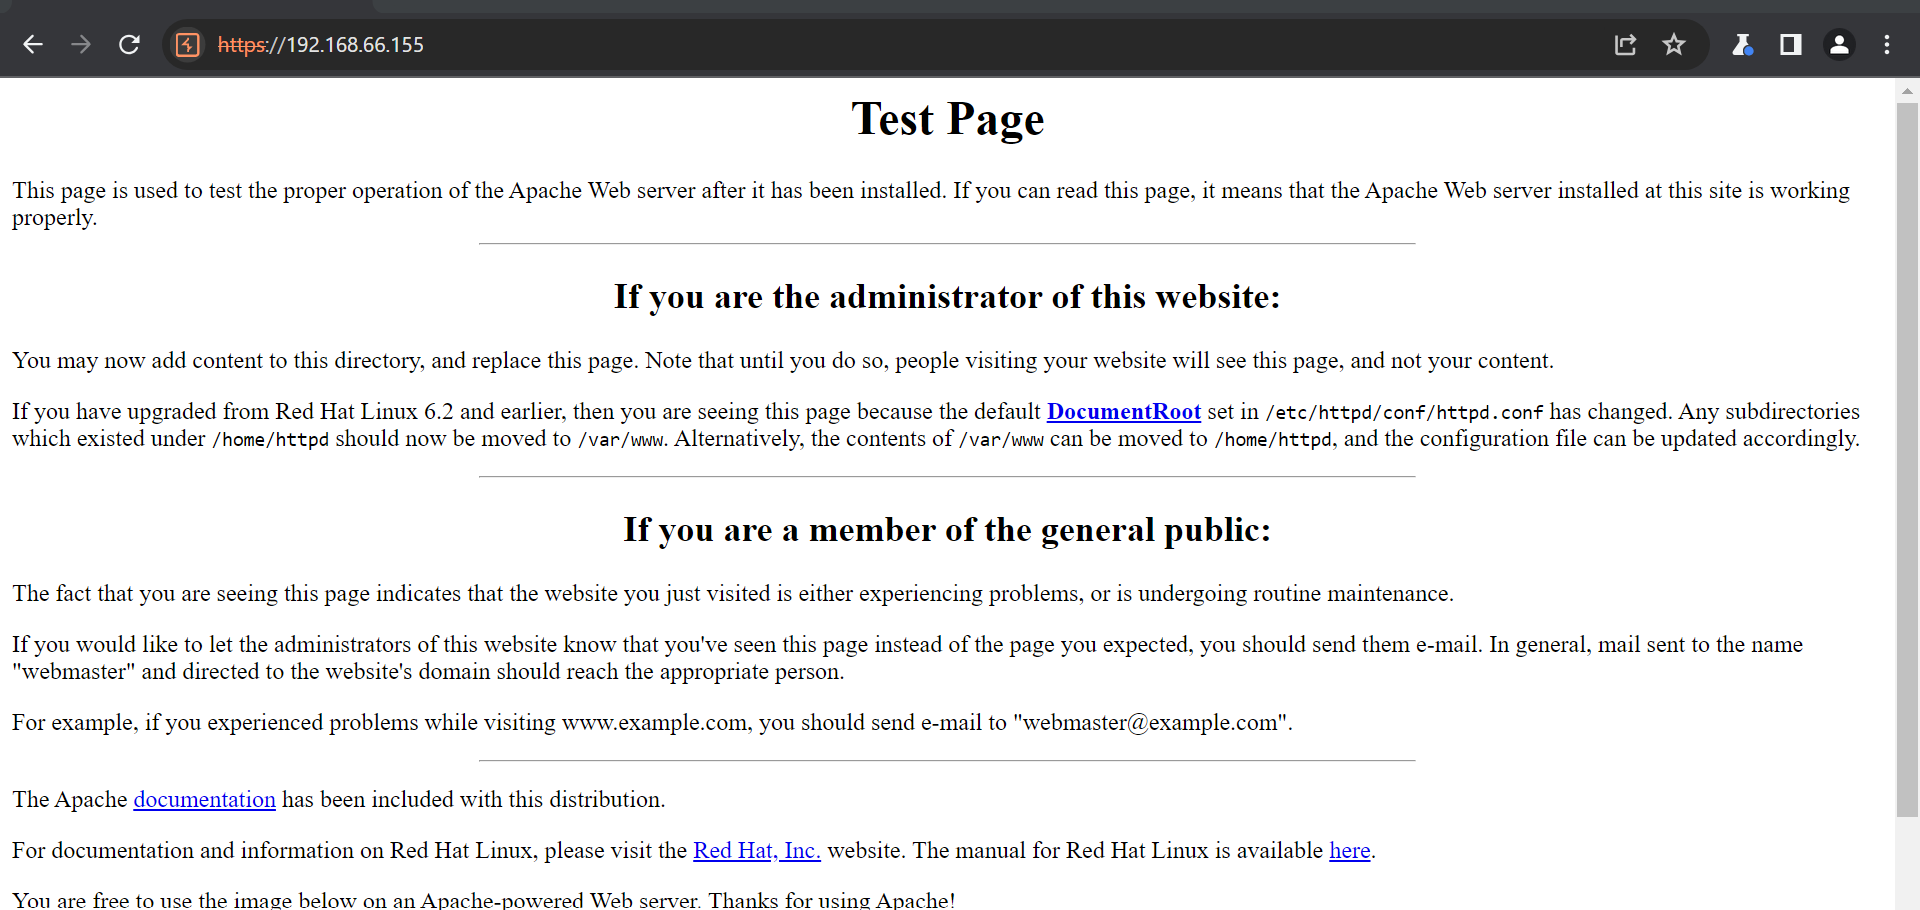 https://192.168.66.155
Test Page
This page is used to test the proper operation of the Apache Web server after it has been installed. If you can read this page, it means that the Apache Web server installed at this site is working
properly.
If you are the administrator of this website:
You may now add content to this directory, and replace this page. Note that until you do so, people visiting your website will see this page, and not your content.
If you have upgraded from Red Hat Linux 6.2 and earlier, then you are seeing this page because the default DocumentRoot set in /etc/httpd/conf/httpd.conf has changed. Any subdirectories
which existed under /home/httpd should now be moved to /var/www. Alternatively, the contents of /var/www can be moved to /home/httpd, and the configuration file can be updated accordingly.
If you are a member of the general public:
The fact that you are seeing this page indicates that the website you just visited is either experiencing problems, or is undergoing routine maintenance.
If you would like to let the administrators of this website know that you've seen this page instead of the page you expected, you should send them e-mail. In general, mail sent to the name
"webmaster" and directed to the website's domain should reach the appropriate person.
For example, if you experienced problems while visiting www.example.com, you should send e-mail to "webmaster@example.com".
The Apache documentation has been included with this distribution.
For documentation and information on Red Hat Linux, please visit the Red Hat, Inc. website. The manual for Red Hat Linux is available here.
You are free to use the image below on an Apache-powered Web server. Thanks for using Apache!